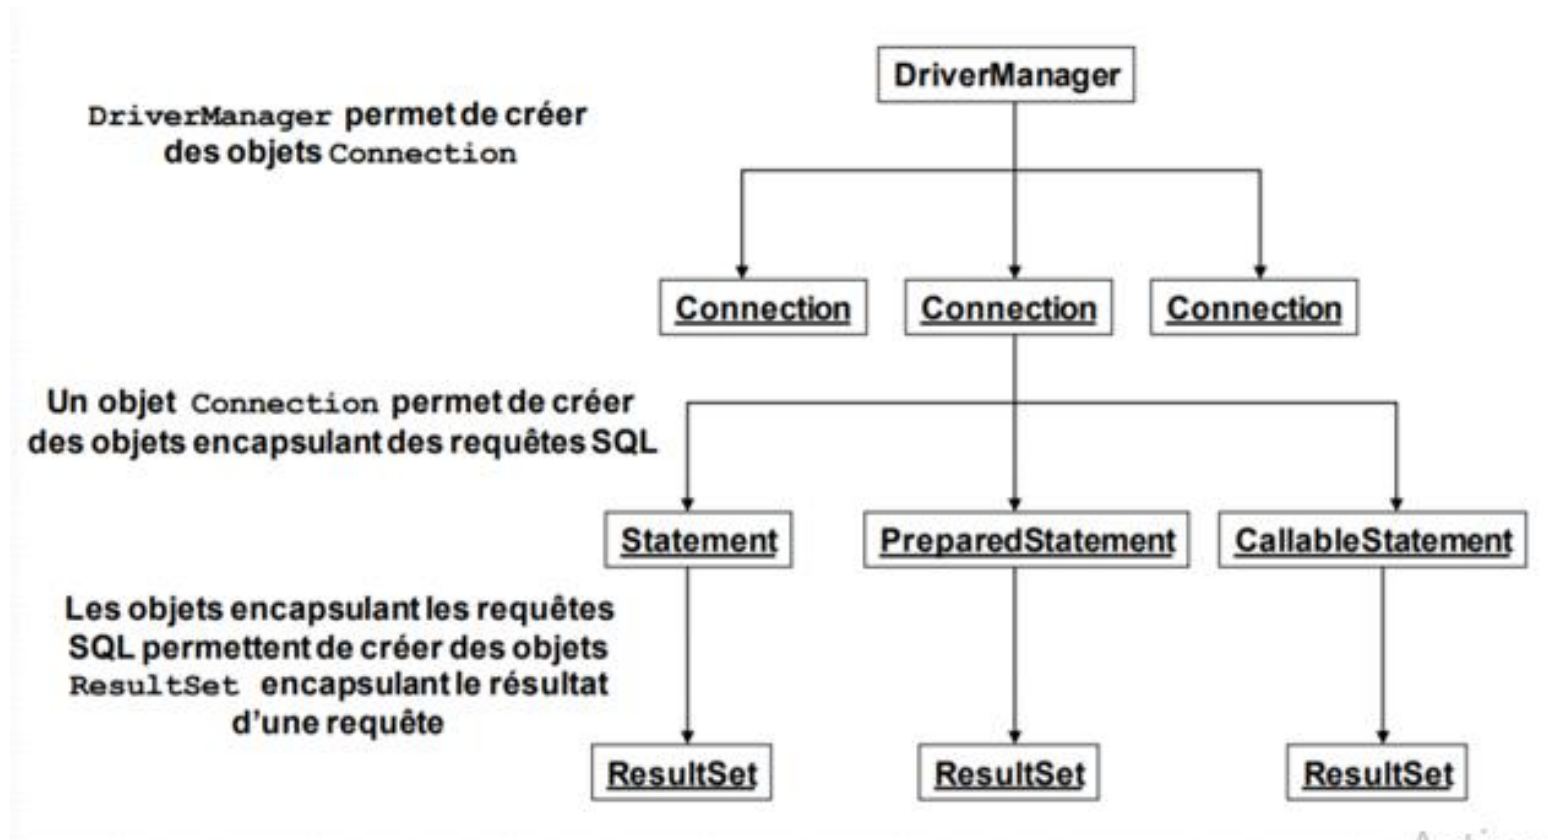 DriverManager
DriverManager permet de créer
des objets Connection
Connection Connection Connection
Un objet Connection permet de créer
des objets encapsulant des requêtes SQL
Statement PreparedStatement CallableStatement
Les objets encapsulant les requêtes
SQL permettent de créer des objets
ResultSet encapsulant le résultat
d'une requête
ResultSet ResultSet ResultSet